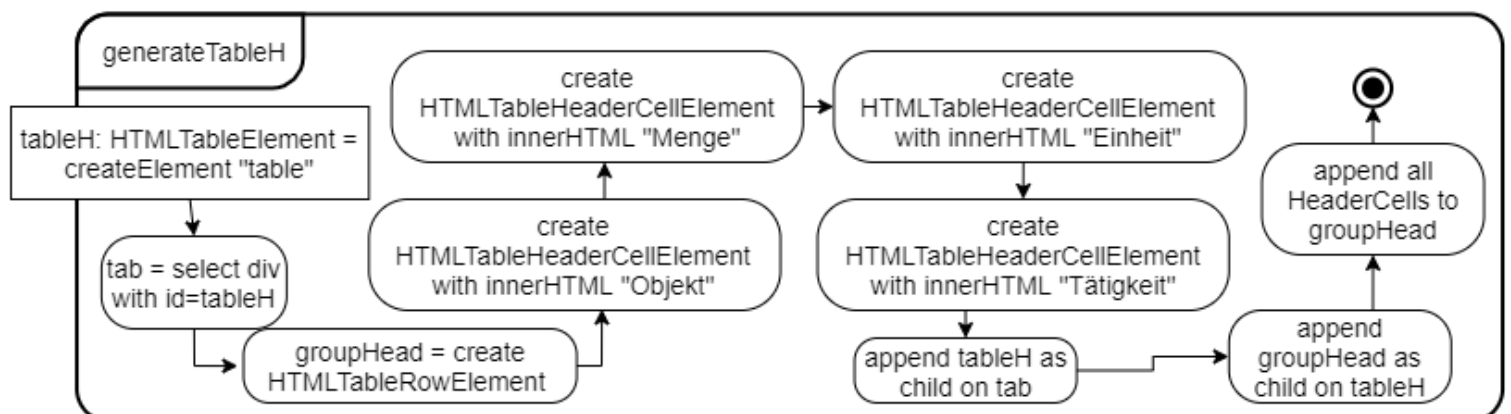 generateTableH
tableH: HTMLTableElement =
createElement "table"
tab = select div
with id=tableH
groupHead = create
HTMLTableRowElement
create
HTMLTableHeaderCellElement
with innerHTML "Objekt"
create
HTMLTableHeaderCellElement
with innerHTML "Menge"
create
HTMLTableHeaderCellElement
with innerHTML "Einheit"
create
HTMLTableHeaderCellElement
with innerHTML "Tätigkeit"
append tableH as
child on tab
append
groupHead as
child on tableH
append all
HeaderCells to
groupHead